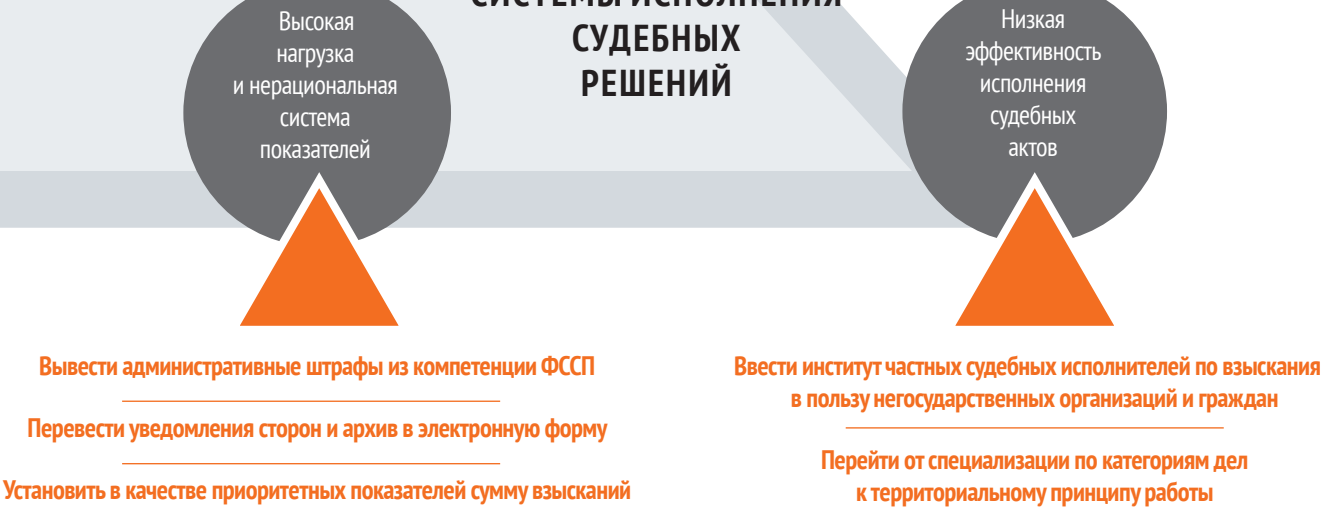 СИСТЕМЫ ИСПОЛНЕНИЯ
СУДЕБНЫХ
РЕШЕНИЙ
Высокая
нагрузка
и нерациональная
система
показателей
Низкая
эффективность
исполнения
судебных
актов
Вывести административные штрафы из компетенции ФССП
Перевести уведомления сторон и архив в электронную форму
Установить в качестве приоритетных показателей сумму взысканий
Ввести институт частных судебных исполнителей по взыскания
в пользу негосударственных организаций и граждан
Перейти от специализации по категориям дел
к территориальному принципу работы